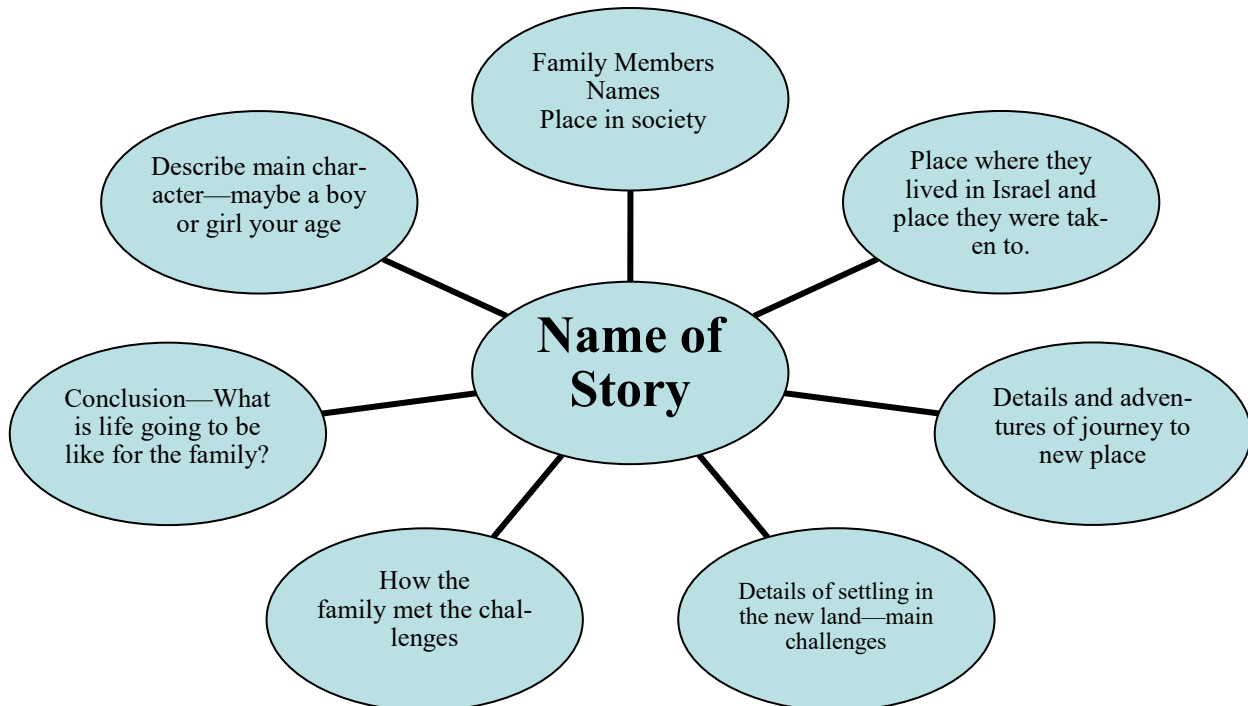 Family Members
Names
Place in society
Describe main char-
acter—maybe a boy
or girl your age
Place where they
lived in Israel and
place they were tak-
en to.
Name of
Story
Conclusion—What
is life going to be
like for the family?
Details and adven-
tures of journey to
new place
How the
family met the chal-
lenges
Details of settling in
the new land—main
challenges